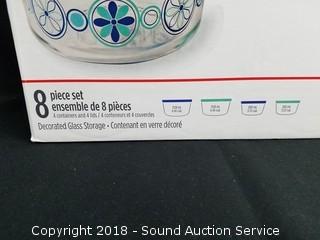 8 piece set
ensemble de 8 pièces
4 containers and 4 lids / 4 conteneurs et 4 couvercles
Decorated Glass Storage • Contenant en verre décoré
Copyright 2018 - Sound Auction Service